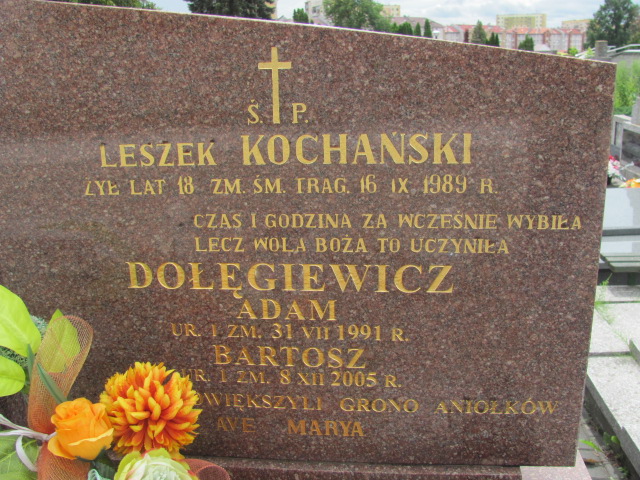 Ś. P.
LESZEK KOCHAŃSKI
ŻYŁ LAT 18 ZM. ŚM. TRAG. 16 IX. 1989 R.
CZAS I GODZINA ZA WCZEŚNIE WYBIŁA
LECZ WOLA BOŻA TO UCZYNIŁA
DOŁĘGIEWICZ
ADAM
UR. I ZM. 31 VII 1991 R.
BARTOSZ
UR. I ZM. 8 XII 2005 R.
POWIĘKSZYLI GRONO ANIOŁKÓW
AVE MARYA